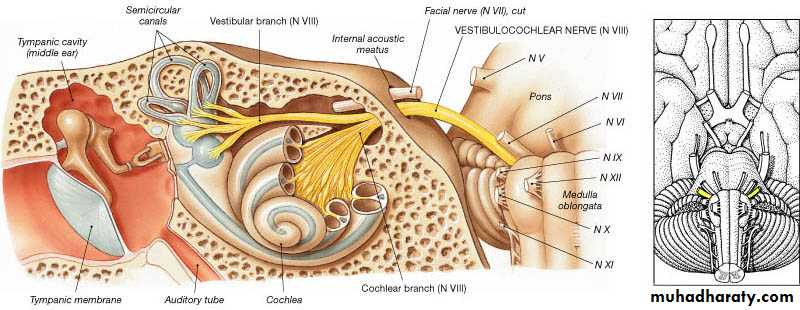 Semicircular
canals
Vestibular branch (N VIII)
Facial nerve (N VII), cut
Internal acoustic
meatus
VESTIBULOCOCHLEAR NERVE (N VIII)
Tympanic cavity
(middle ear)
N V
Pons
N VII
N VI
N IX
N XII
Medulla
oblongata
N X
N XI
Tympanic membrane
Auditory tube
Cochlea
Cochlear branch (N VIII)
muhadharaty.com